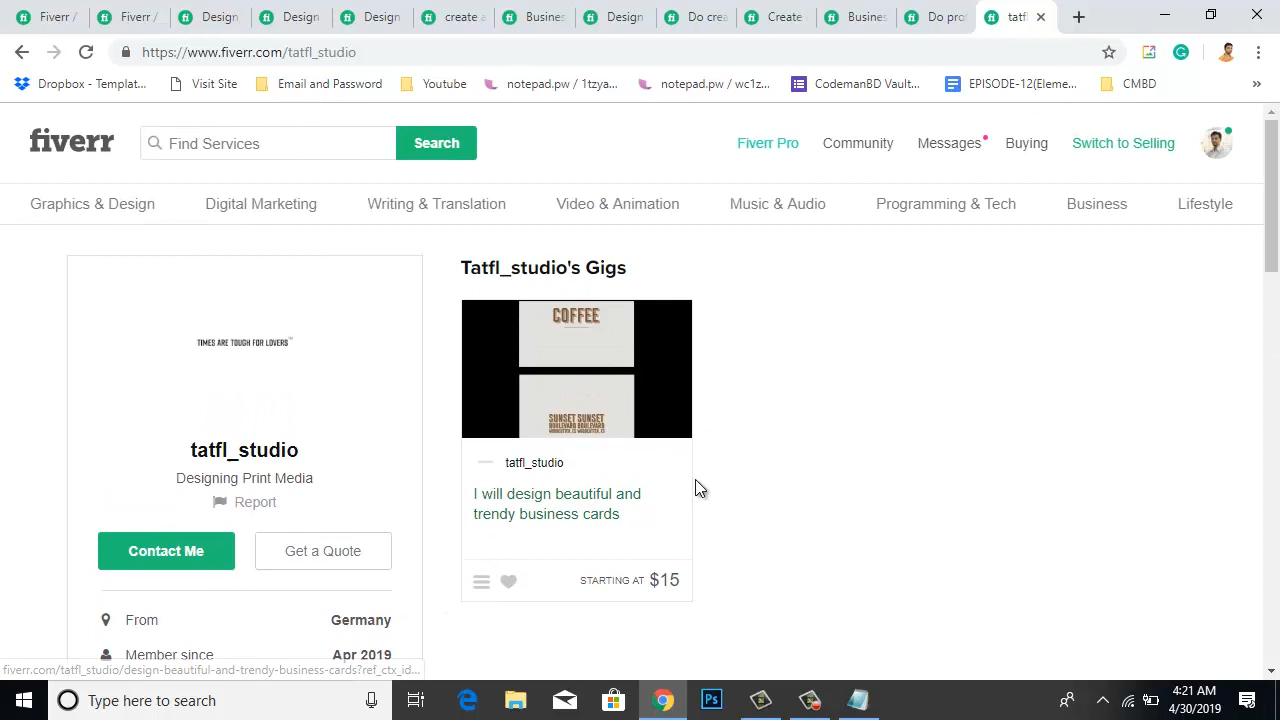 Fiverr /
Fiverr /
Design
Design
Design
create a
Busines
Design
Do crea
Create
Busines
Do prof
tatfl
https://www.fiverr.com/tatfl_studio
Dropbox - Templat...
Visit Site
Email and Password
Youtube
notepad.pw / 1tzya...
notepad.pw / wc1z...
CodemanBD Vault...
EPISODE-12(Eleme...
CMBD
»
fiverr
Find Services
Search
Fiverr Pro
Community
Messages
Buying
Switch to Selling
Graphics & Design
Digital Marketing
Writing & Translation
Video & Animation
Music & Audio
Programming & Tech
Business
Lifestyle
TIMES ARE TOUGH FOR LOVERS
tatfl_studio
Designing Print Media
Report
Contact Me
Get a Quote
From
Germany
Member since
Apr 2019
Tatfl_studio's Gigs
COFFEE
SUNSET SUNSET
BOULEVARD BOULEVARD
tatfl_studio
I will design beautiful and
trendy business cards
STARTING AT $15
fiverr.com/tatfl_studio/design-beautiful-and-trendy-business-cards?ref_ctx_id...
Type here to search
Ps
4:21 AM
4/30/2019